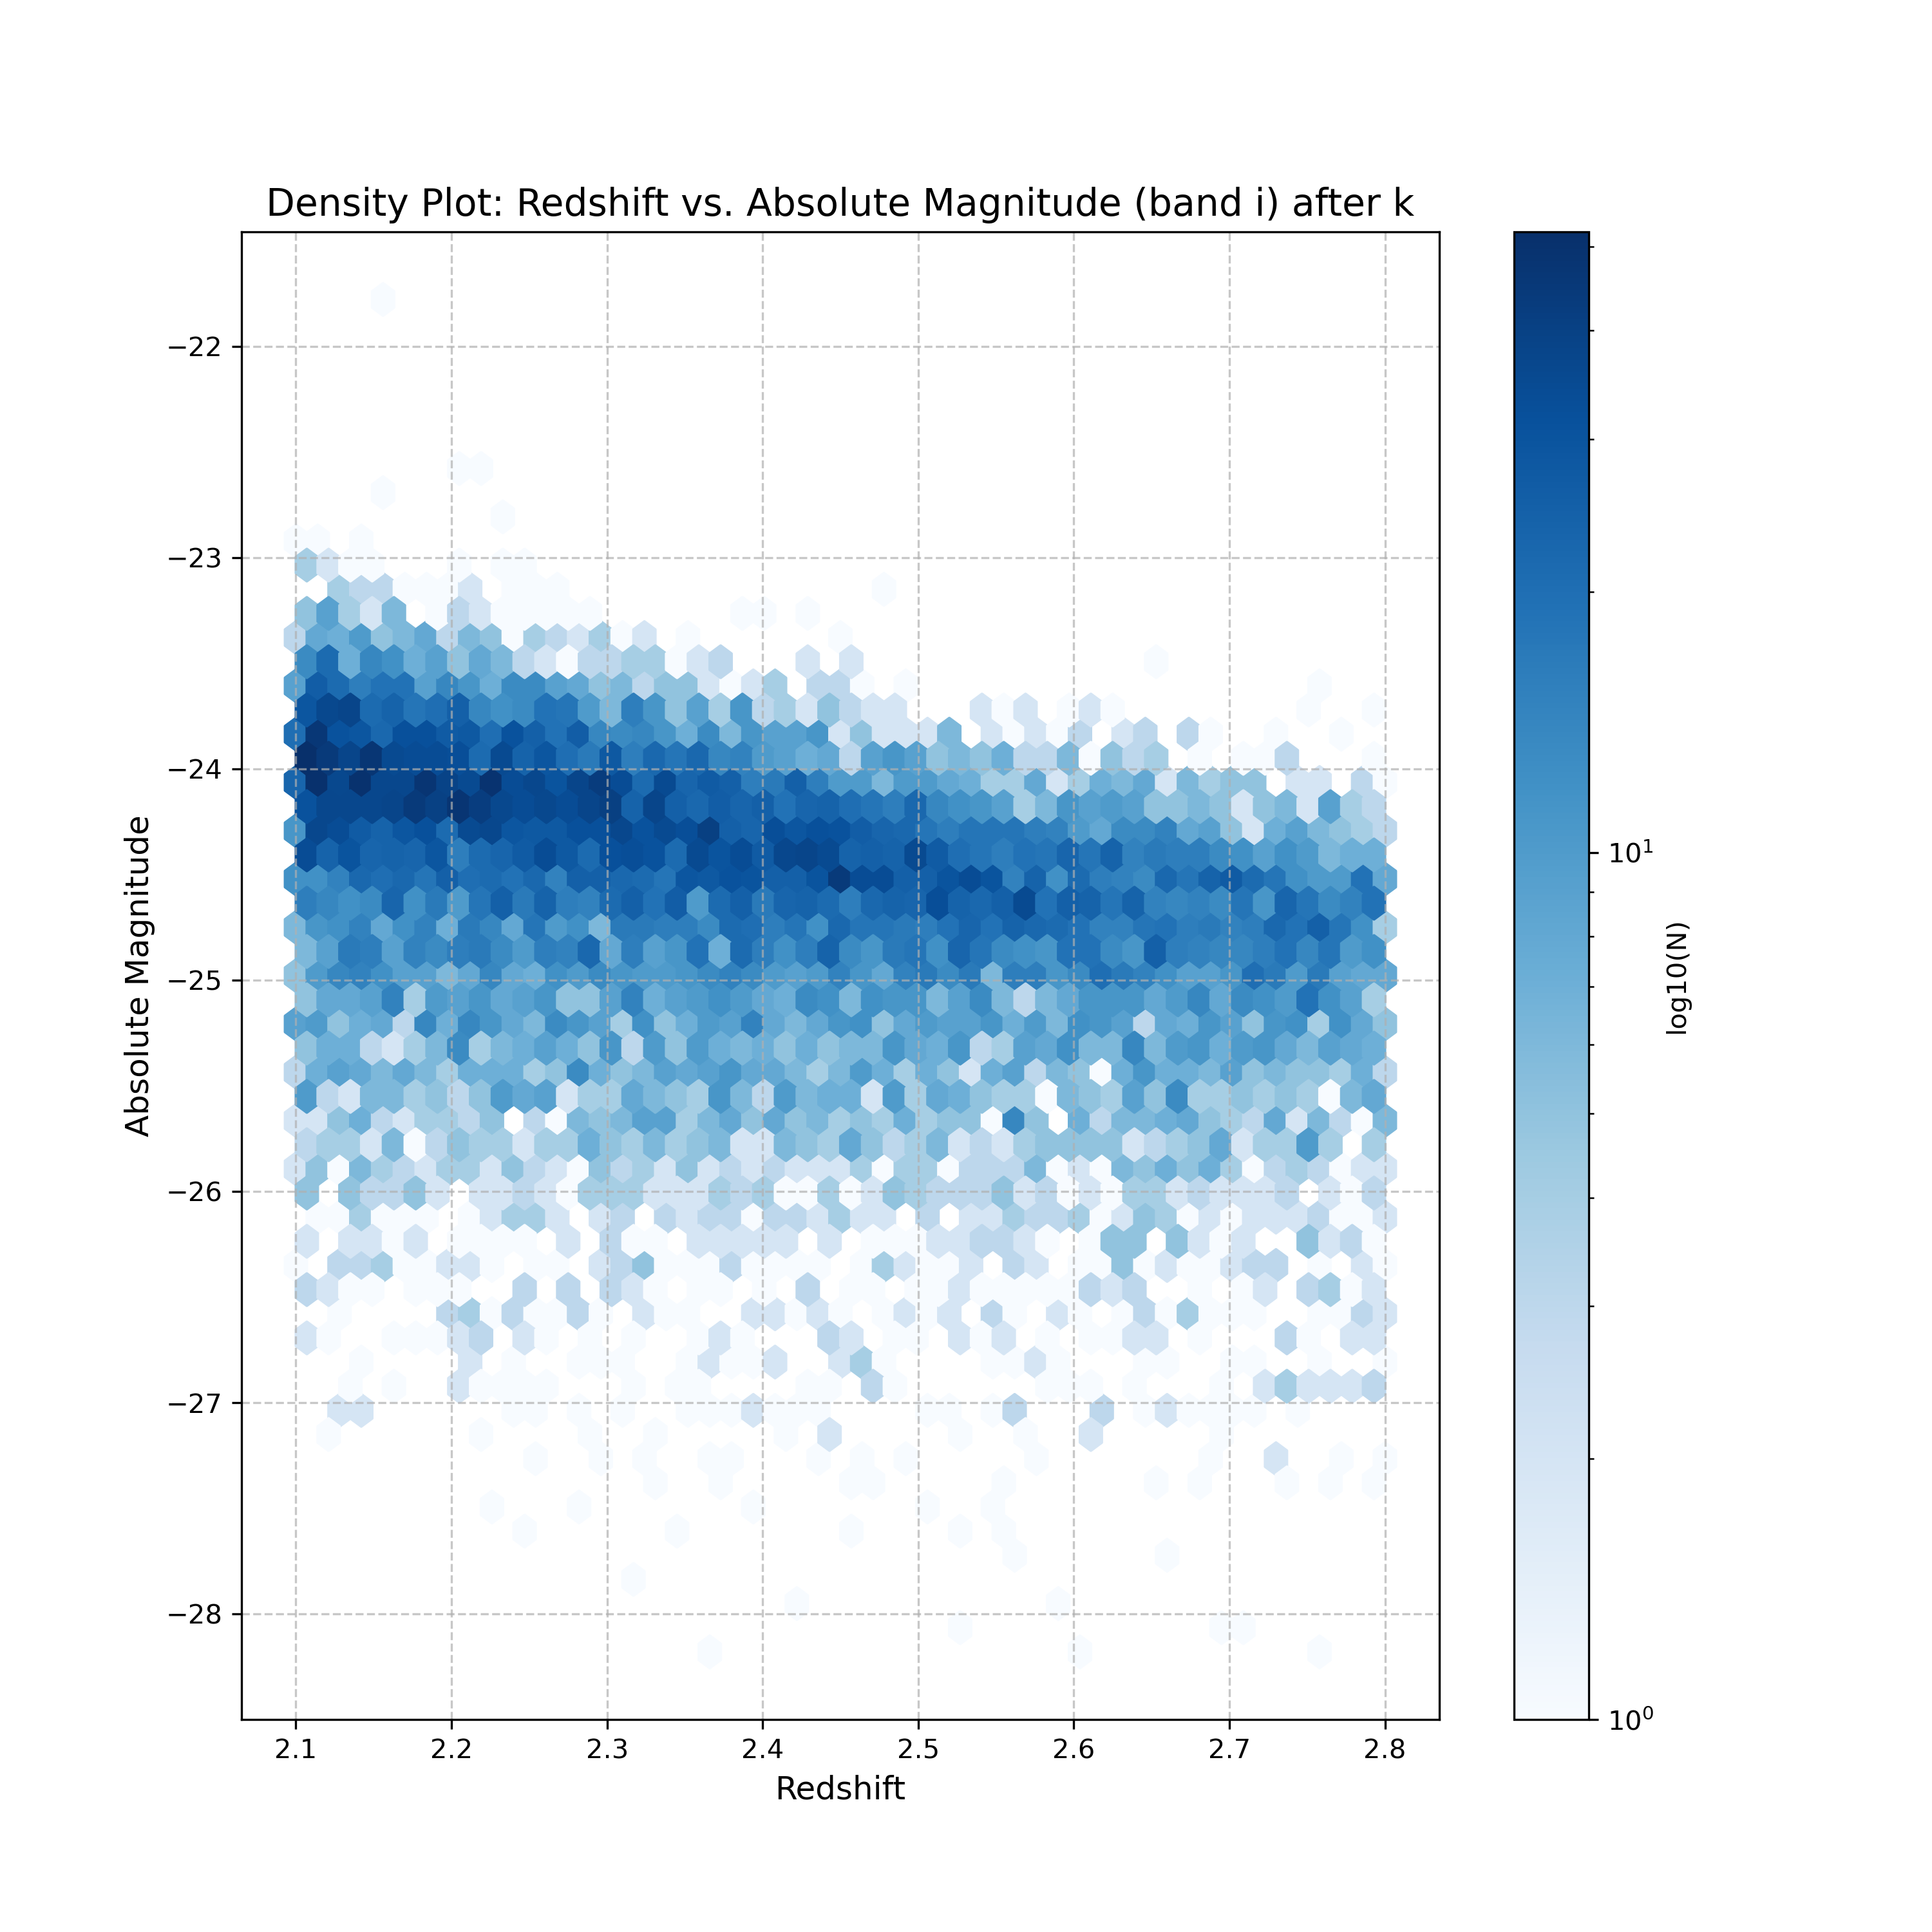 Density Plot: Redshift vs. Absolute Magnitude (band i) after k
−22
−23
−24
−25
−26
−27
−28
Absolute Magnitude
2.1 2.2 2.3 2.4 2.5 2.6 2.7 2.8
Redshift
10¹
10⁰
log10(N)